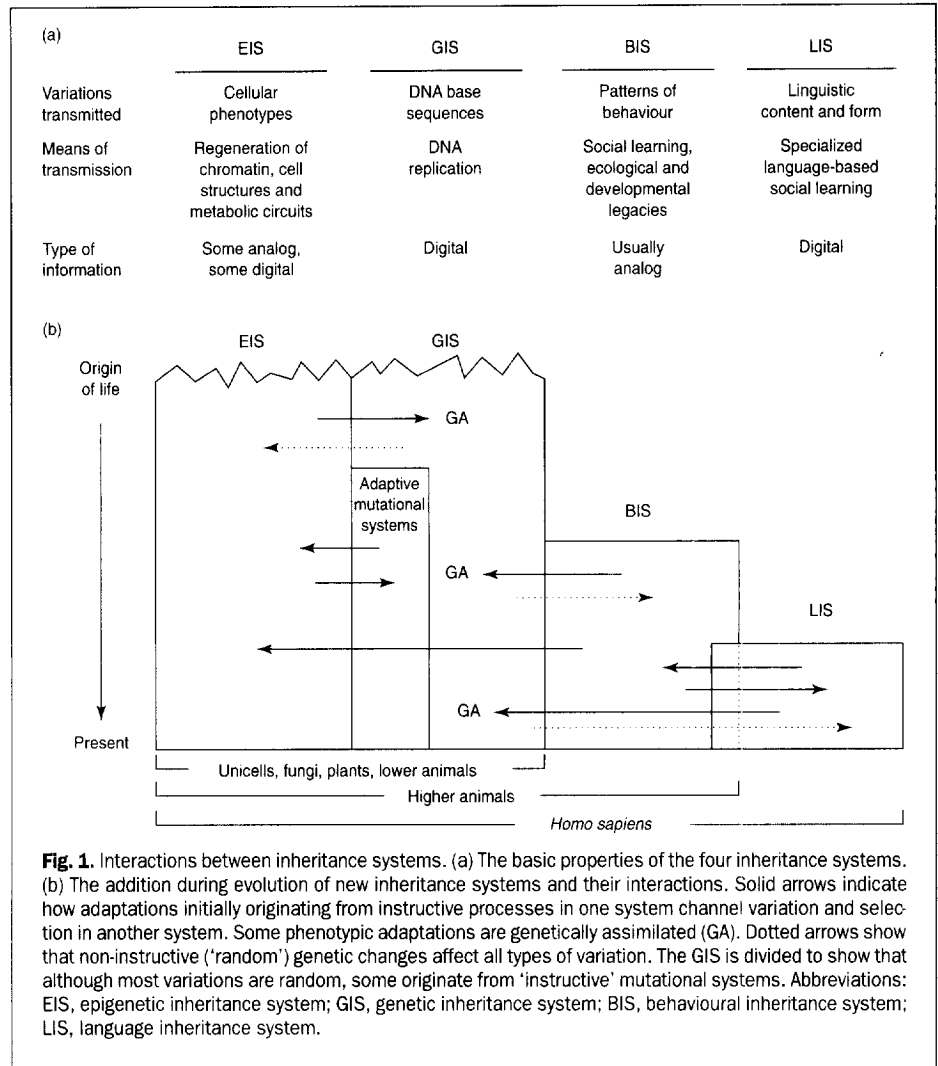 (a)
EIS GIS BIS LIS
Variations transmitted
Cellular phenotypes
DNA base sequences
Patterns of behaviour
Linguistic content and form
Means of transmission
Regeneration of chromatin, cell structures and metabolic circuits
DNA replication
Social learning, ecological and developmental legacies
Specialized language-based social learning
Type of information
Some analog, some digital
Digital
Usually analog
Digital
(b)
EIS GIS
Origin of life
GA
Adaptive mutational systems
BIS
GA
LIS
GA
Present
Unicells, fungi, plants, lower animals
Higher animals
Homo sapiens
Fig. 1. Interactions between inheritance systems. (a) The basic properties of the four inheritance systems.
(b) The addition during evolution of new inheritance systems and their interactions. Solid arrows indicate
how adaptations initially originating from instructive processes in one system channel variation and selec-
tion in another system. Some phenotypic adaptations are genetically assimilated (GA). Dotted arrows show
that non-instructive ('random') genetic changes affect all types of variation. The GIS is divided to show that
although most variations are random, some originate from 'instructive' mutational systems. Abbreviations:
EIS, epigenetic inheritance system; GIS, genetic inheritance system; BIS, behavioural inheritance system;
LIS, language inheritance system.